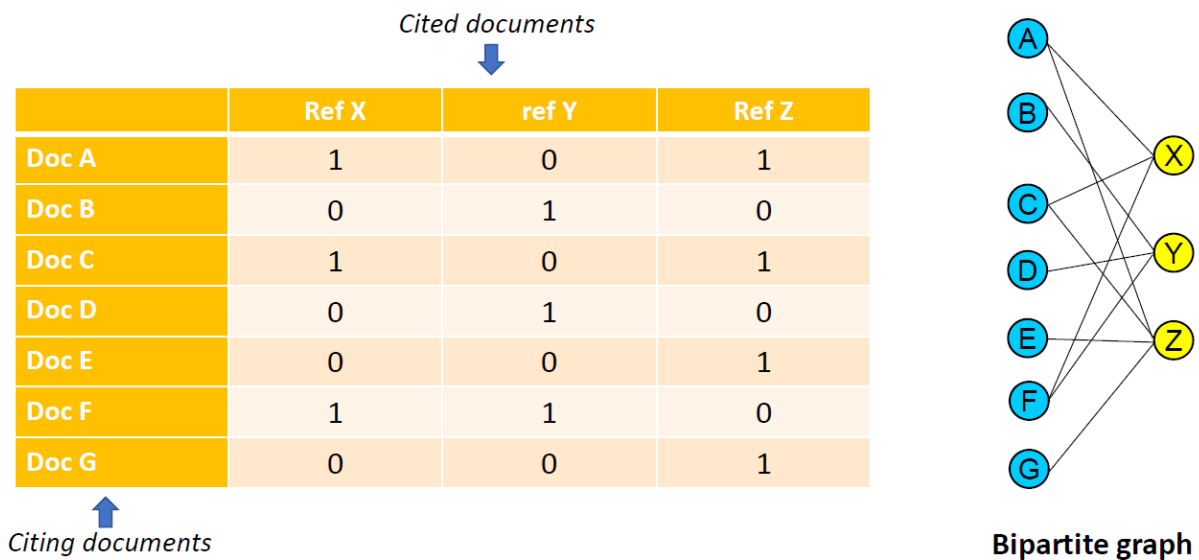 Cited documents
Ref X ref Y Ref Z
Doc A 1 0 1
Doc B 0 1 0
Doc C 1 0 1
Doc D 0 1 0
Doc E 0 0 1
Doc F 1 1 0
Doc G 0 0 1
Citing documents
A
B
X
C
Y
D
E
Z
F
G
Bipartite graph